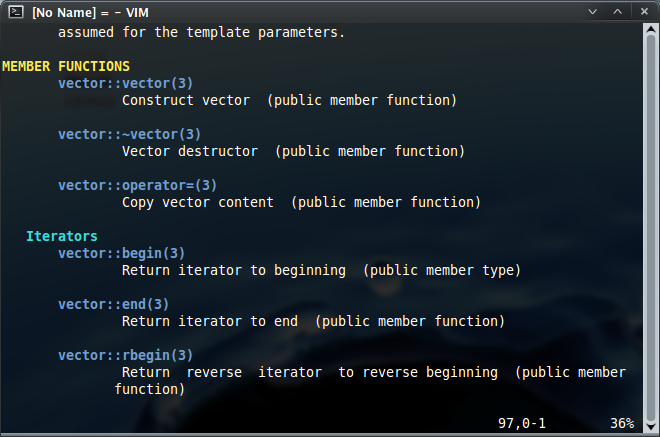 [No Name] = - VIM
assumed for the template parameters.
MEMBER FUNCTIONS
vector::vector(3)
Construct vector  (public member function)
vector::~vector(3)
Vector destructor  (public member function)
vector::operator=(3)
Copy vector content  (public member function)
Iterators
vector::begin(3)
Return iterator to beginning  (public member type)
vector::end(3)
Return iterator to end  (public member function)
vector::rbegin(3)
Return  reverse  iterator  to reverse beginning  (public member
function)
97,0-1 36%